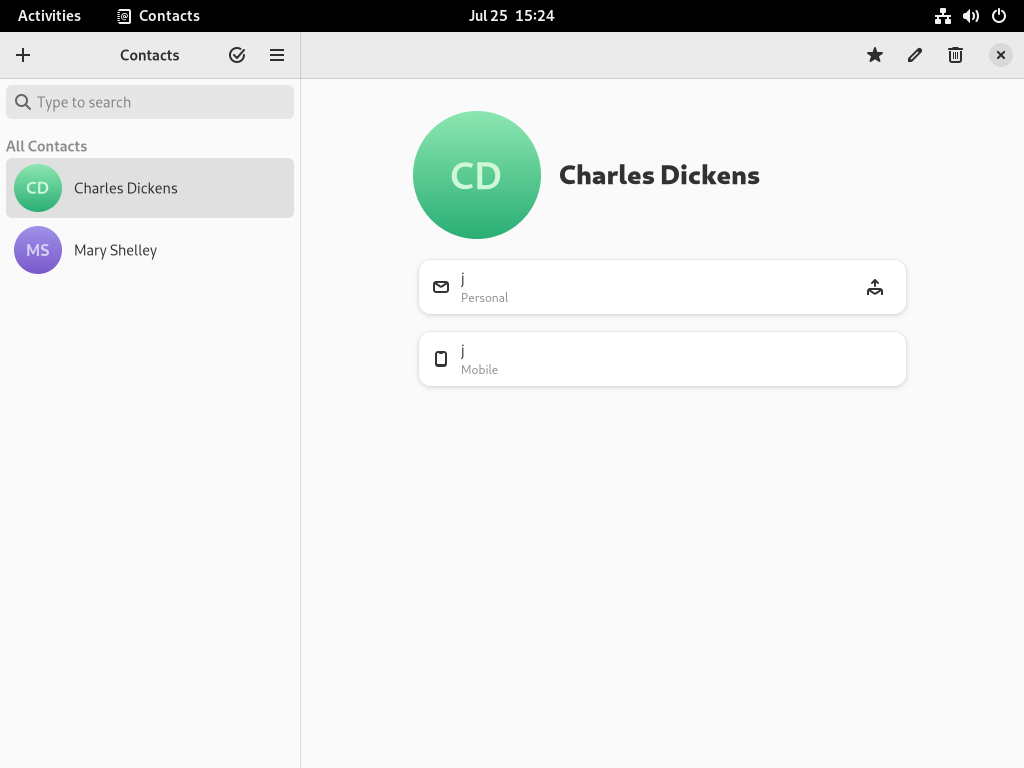 Activities
Contacts
Jul 25 15:24
Contacts
Type to search
All Contacts
CD
Charles Dickens
MS
Mary Shelley
CD
Charles Dickens
j
Personal
j
Mobile